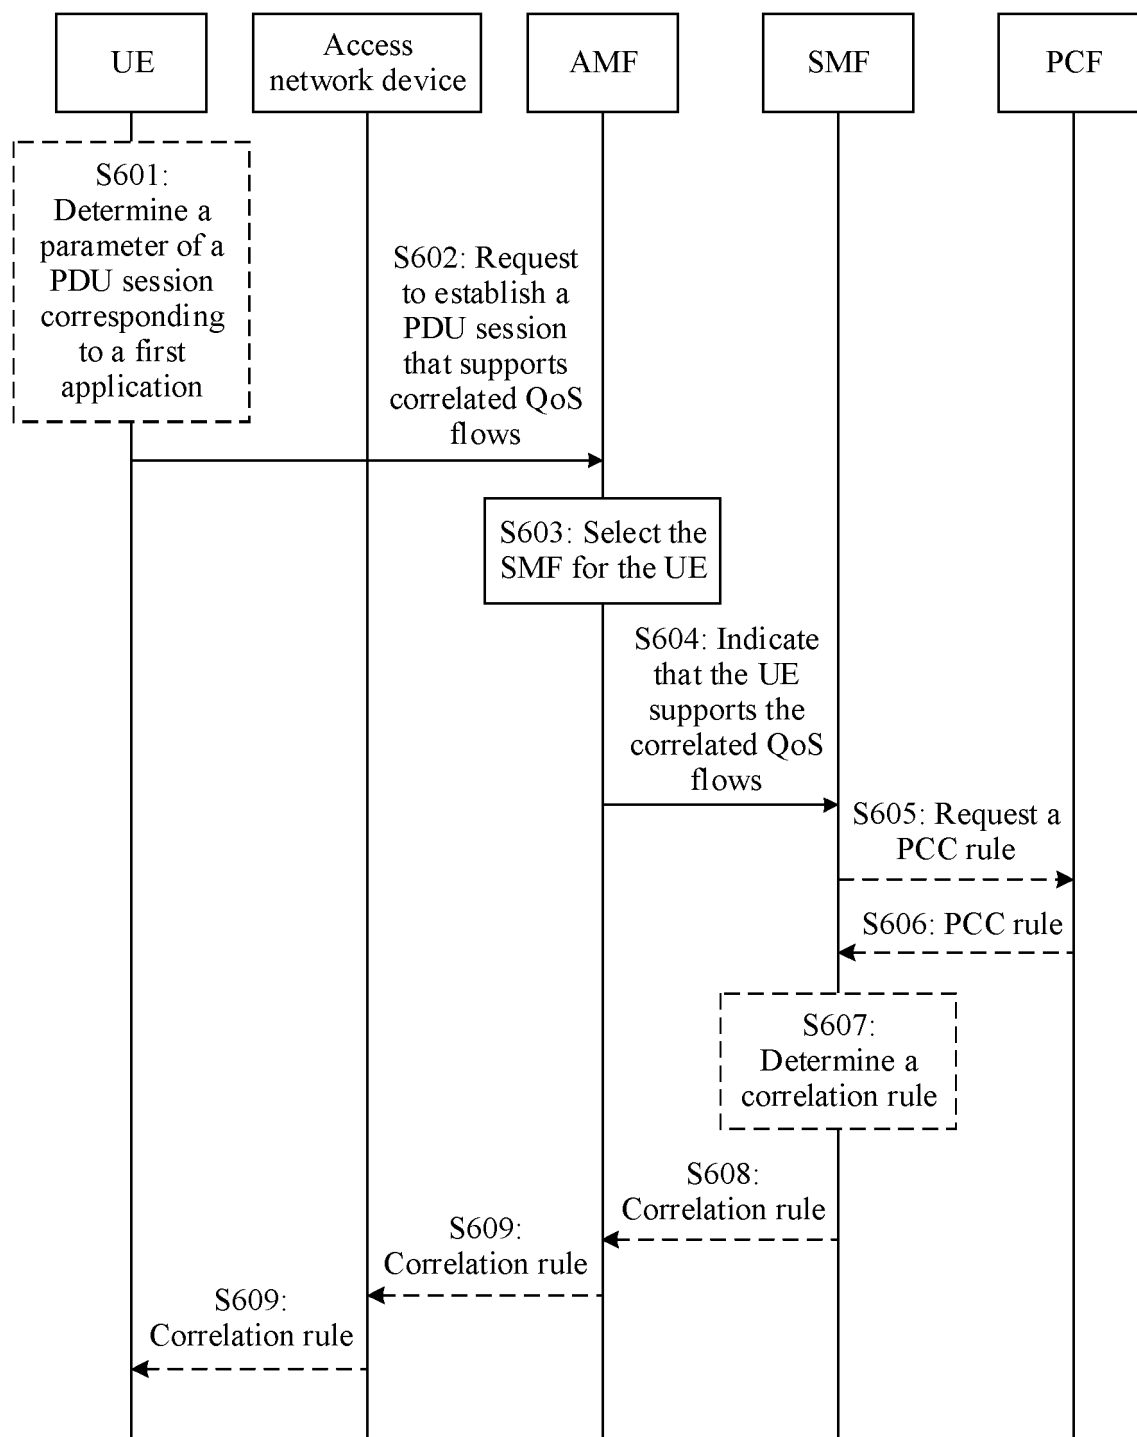 UE
Access
network device
AMF
SMF
PCF
S601:
Determine a
parameter of a
PDU session
corresponding
to a first
application
S602: Request
to establish a
PDU session
that supports
correlated QoS
flows
S603: Select the
SMF for the UE
S604: Indicate
that the UE
supports the
correlated QoS
flows
S605: Request a
PCC rule
S606: PCC rule
S607:
Determine a
correlation rule
S608:
Correlation rule
S609:
Correlation rule
S609:
Correlation rule